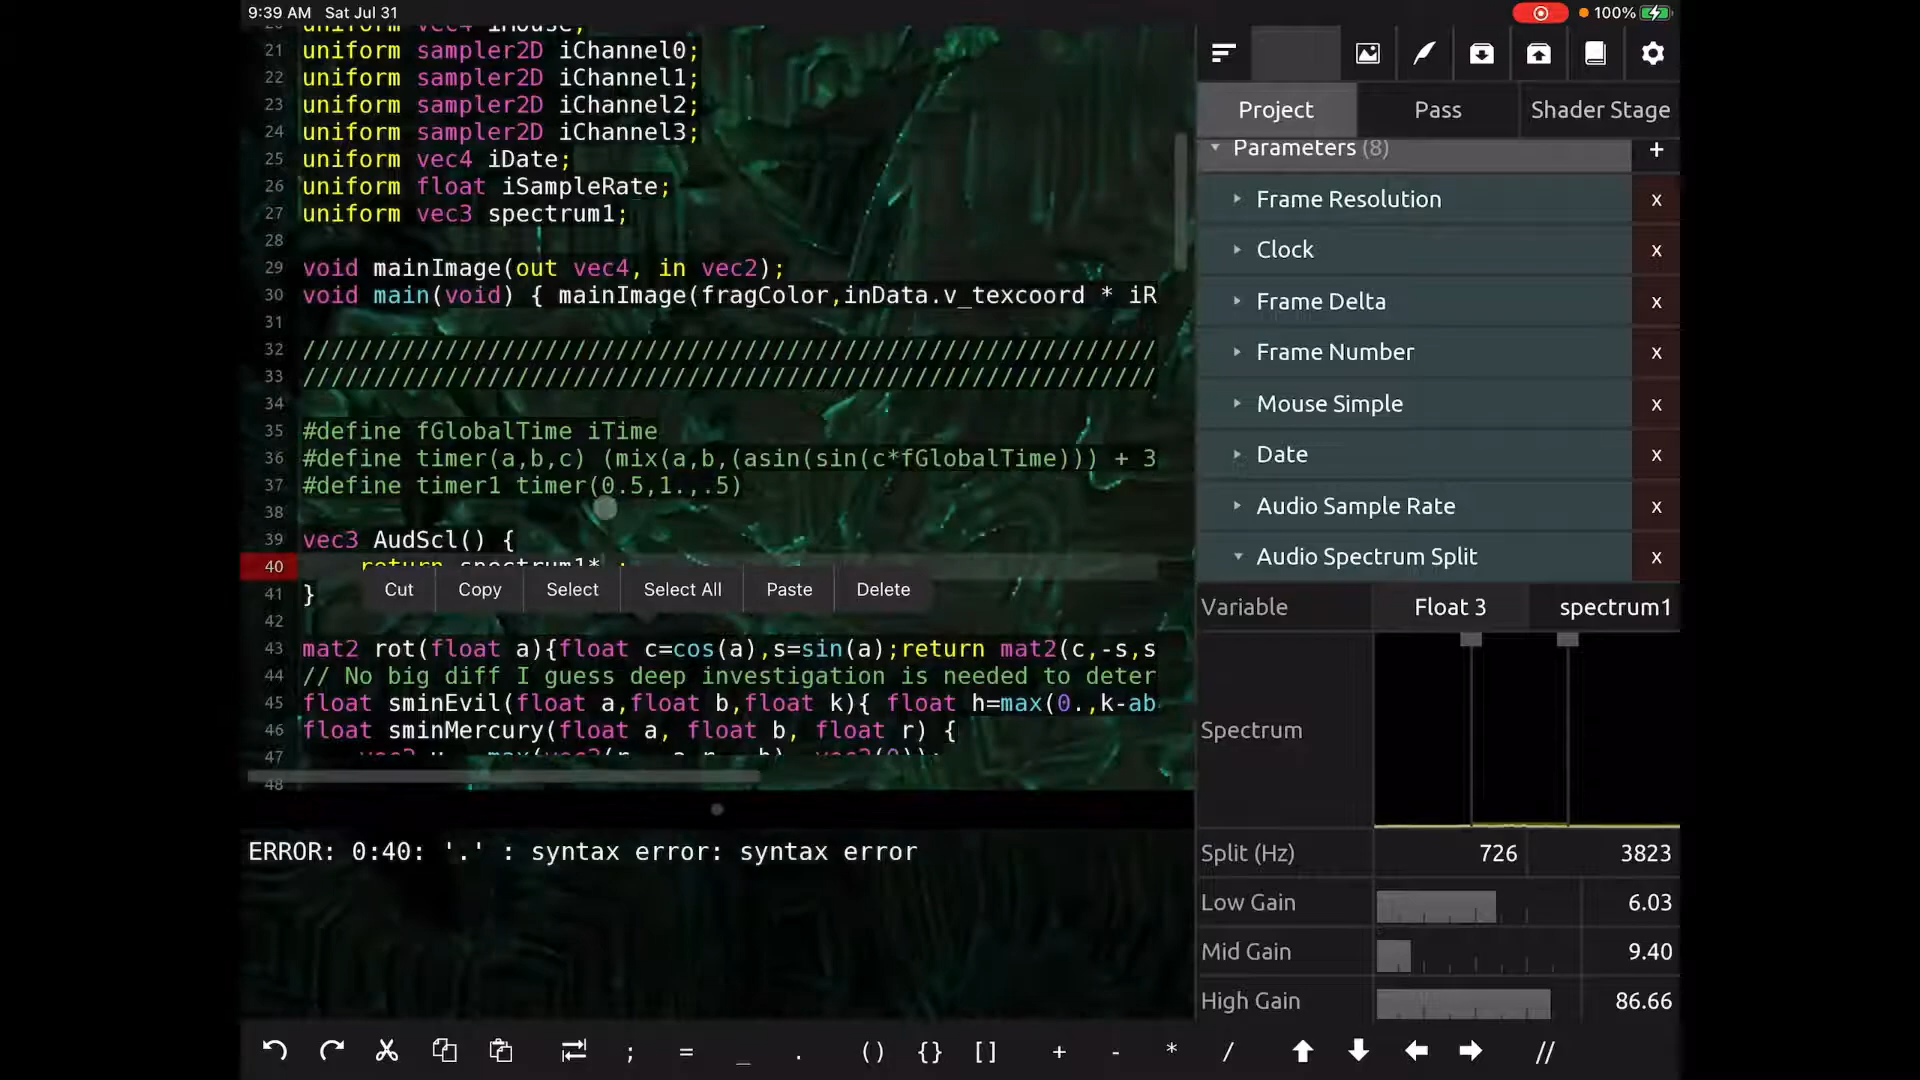 9:39 AM Sat Jul 31
100%
20 uniform vec4 iMouse;
21 uniform sampler2D iChannel0;
22 uniform sampler2D iChannel1;
23 uniform sampler2D iChannel2;
24 uniform sampler2D iChannel3;
25 uniform vec4 iDate;
26 uniform float iSampleRate;
27 uniform vec3 spectrum1;
28
29 void mainImage(out vec4, in vec2);
30 void main(void) { mainImage(fragColor,inData.v_texcoord * iR
31
32 ////////////////////////////////////////////////////////////
33 ////////////////////////////////////////////////////////////
34
35 #define fGlobalTime iTime
36 #define timer(a,b,c) (mix(a,b,(asin(sin(c*fGlobalTime))) + 3
37 #define timer1 timer(0.5,1.,.5)
38
39 vec3 AudScl() {
40 return spectrum1* ;
41 }
Cut Copy Select Select All Paste Delete
42
43 mat2 rot(float a){float c=cos(a),s=sin(a);return mat2(c,-s,s
44 // No big diff I guess deep investigation is needed to deter
45 float sminEvil(float a,float b,float k){ float h=max(0.,k-ab
46 float sminMercury(float a, float b, float r) {
47
48
ERROR: 0:40: '.' : syntax error: syntax error
; = _ . () {} [] + - * / //
Project Pass Shader Stage
Parameters (8) +
Frame Resolution x
Clock x
Frame Delta x
Frame Number x
Mouse Simple x
Date x
Audio Sample Rate x
Audio Spectrum Split x
Variable Float 3 spectrum1
Spectrum
Split (Hz) 726 3823
Low Gain 6.03
Mid Gain 9.40
High Gain 86.66